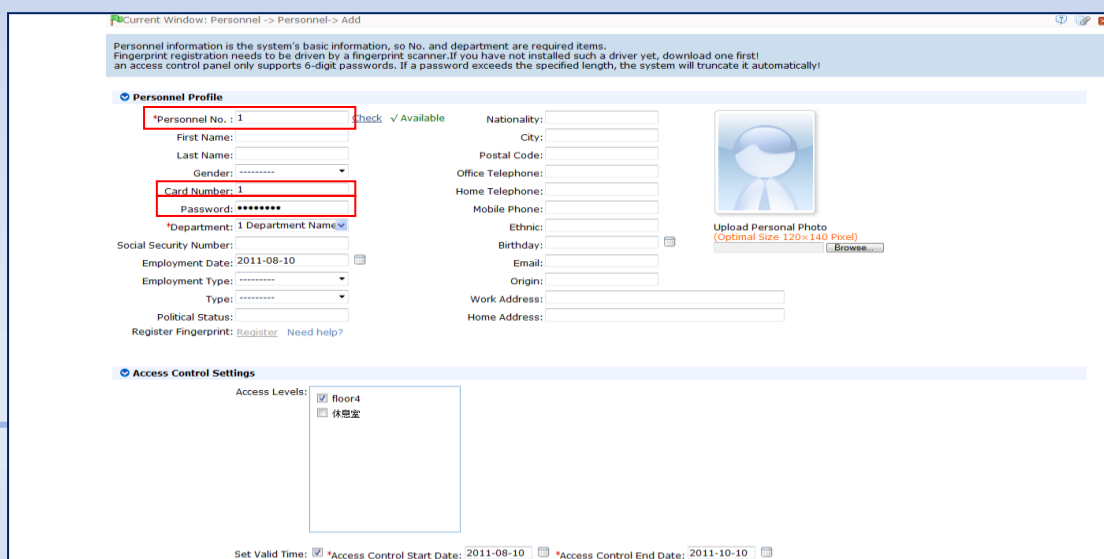 Current Window: Personnel -> Personnel-> Add
Personnel information is the system's basic information, so No. and department are required items.
Fingerprint registration needs to be driven by a fingerprint scanner.If you have not installed such a driver yet, download one first!
an access control panel only supports 6-digit passwords. If a password exceeds the specified length, the system will truncate it automatically!
Personnel Profile
*Personnel No. : 1 Check √ Available
First Name:
Last Name:
Gender: ---------
Card Number: 1
Password: ••••••••
*Department: 1 Department Name
Social Security Number:
Employment Date: 2011-08-10
Employment Type: ---------
Type: ---------
Political Status:
Register Fingerprint: Register Need help?
Nationality:
City:
Postal Code:
Office Telephone:
Home Telephone:
Mobile Phone:
Ethnic:
Birthday:
Email:
Origin:
Work Address:
Home Address:
Upload Personal Photo
(Optimal Size 120×140 Pixel)
Browse...
Access Control Settings
Access Levels:
floor4
休息室
Set Valid Time: *Access Control Start Date: 2011-08-10 *Access Control End Date: 2011-10-10